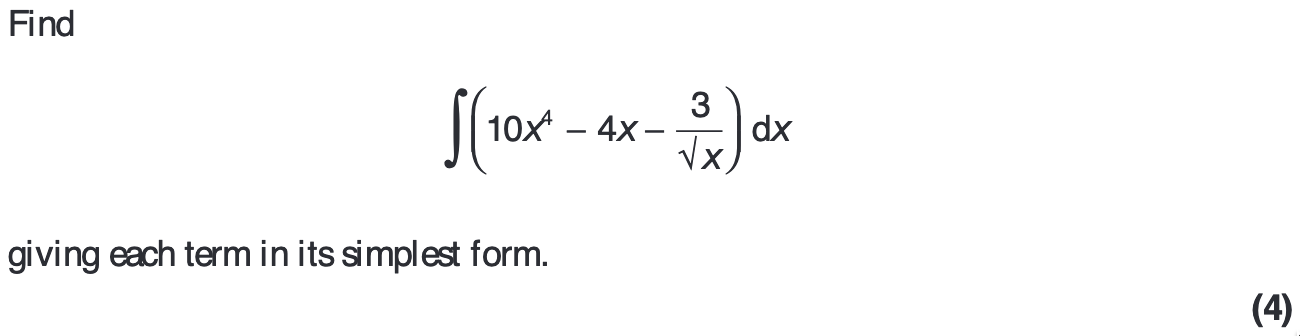 Find
∫(10x⁴ − 4x − 3/√x) dx
giving each term in its simplest form.
(4)